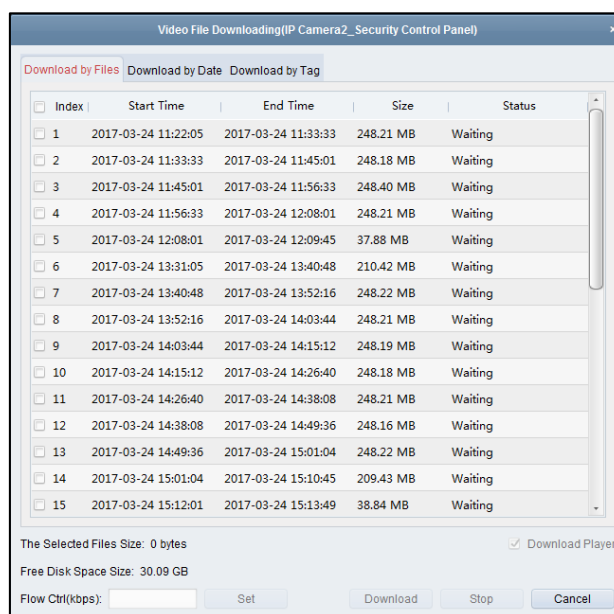 Video File Downloading(IP Camera2_Security Control Panel)
Download by Files Download by Date Download by Tag
Index Start Time End Time Size Status
1 2017-03-24 11:22:05 2017-03-24 11:33:33 248.21 MB Waiting
2 2017-03-24 11:33:33 2017-03-24 11:45:01 248.18 MB Waiting
3 2017-03-24 11:45:01 2017-03-24 11:56:33 248.40 MB Waiting
4 2017-03-24 11:56:33 2017-03-24 12:08:01 248.21 MB Waiting
5 2017-03-24 12:08:01 2017-03-24 12:09:45 37.88 MB Waiting
6 2017-03-24 13:31:05 2017-03-24 13:40:48 210.42 MB Waiting
7 2017-03-24 13:40:48 2017-03-24 13:52:16 248.22 MB Waiting
8 2017-03-24 13:52:16 2017-03-24 14:03:44 248.21 MB Waiting
9 2017-03-24 14:03:44 2017-03-24 14:15:12 248.19 MB Waiting
10 2017-03-24 14:15:12 2017-03-24 14:26:40 248.18 MB Waiting
11 2017-03-24 14:26:40 2017-03-24 14:38:08 248.21 MB Waiting
12 2017-03-24 14:38:08 2017-03-24 14:49:36 248.16 MB Waiting
13 2017-03-24 14:49:36 2017-03-24 15:01:04 248.22 MB Waiting
14 2017-03-24 15:01:04 2017-03-24 15:10:45 209.43 MB Waiting
15 2017-03-24 15:12:01 2017-03-24 15:13:49 38.84 MB Waiting
The Selected Files Size: 0 bytes Download Player
Free Disk Space Size: 30.09 GB
Flow Ctrl(kbps): Set Download Stop Cancel